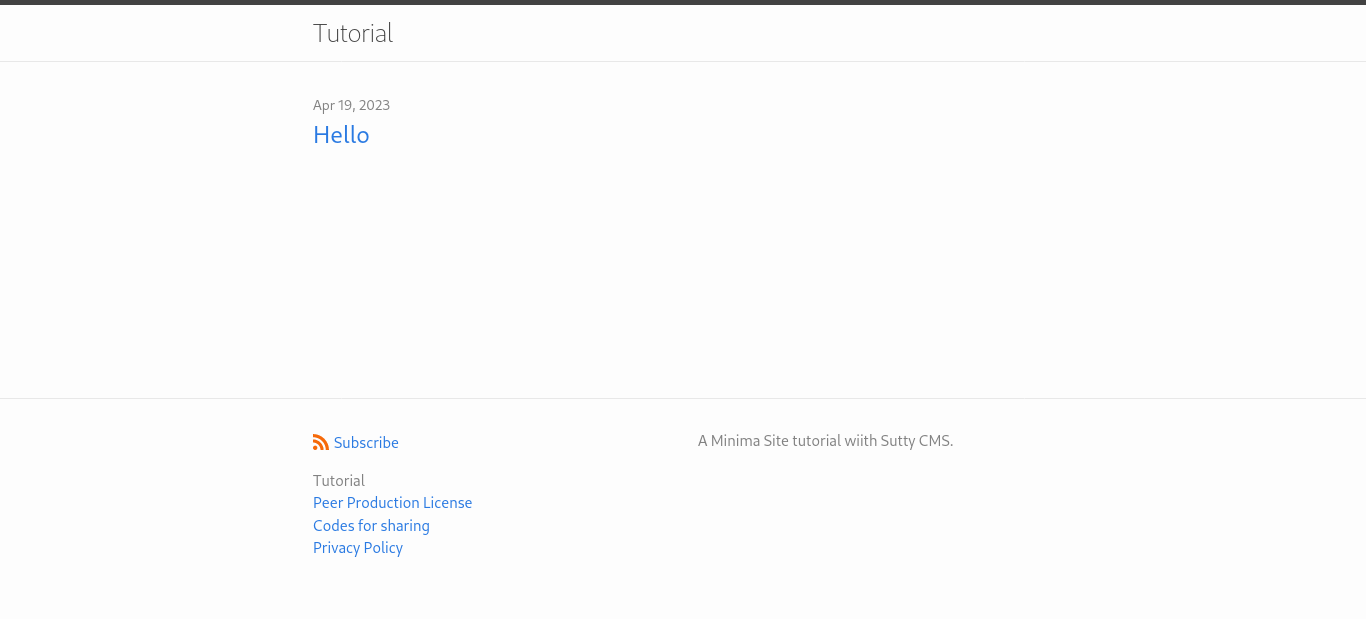 Tutorial
Apr 19, 2023
Hello
Subscribe
Tutorial
Peer Production License
Codes for sharing
Privacy Policy
A Minima Site tutorial wiith Sutty CMS.